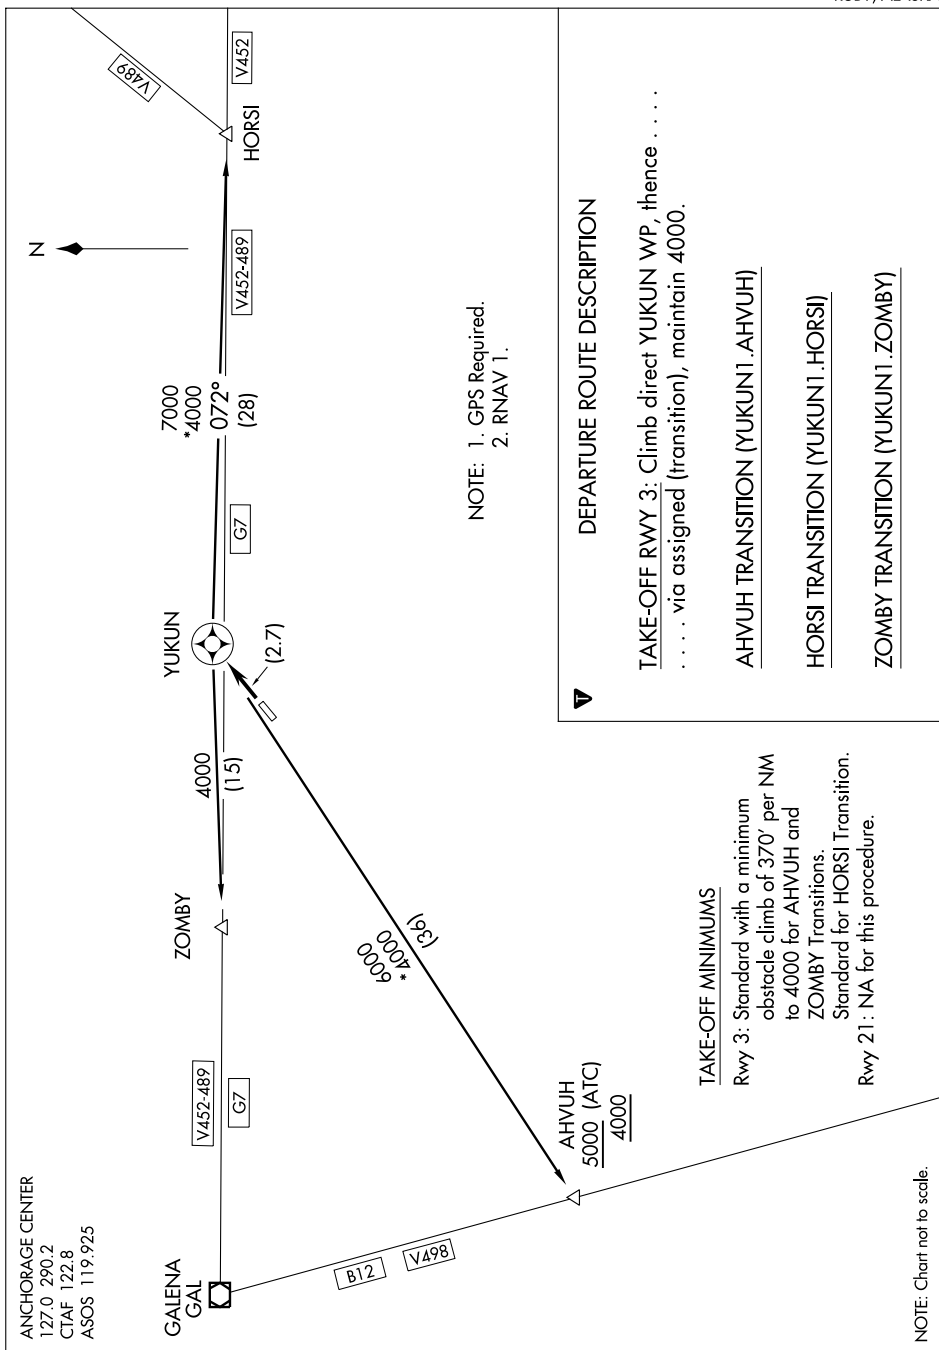 ANCHORAGE CENTER
127.0 290.2
CTAF 122.8
ASOS 119.925
GALENA
GAL
V452-489
G7
B12
V498
ZOMBY
4000
(15)
YUKUN
(2.7)
G7
7000
*4000
072°
(28)
V452-489
N
HORSI
V489
V452
6000
* 4000
(36)
AHVUH
5000 (ATC)
4000
NOTE: 1. GPS Required.
2. RNAV 1.
TAKE-OFF MINIMUMS
Rwy 3: Standard with a minimum
obstacle climb of 370' per NM
to 4000 for AHVUH and
ZOMBY Transitions.
Standard for HORSI Transition.
Rwy 21: NA for this procedure.
NOTE: Chart not to scale.
T
DEPARTURE ROUTE DESCRIPTION
TAKE-OFF RWY 3: Climb direct YUKUN WP, thence . . . .
. . . . via assigned (transition), maintain 4000.
AHVUH TRANSITION (YUKUN1.AHVUH)
HORSI TRANSITION (YUKUN1.HORSI)
ZOMBY TRANSITION (YUKUN1.ZOMBY)